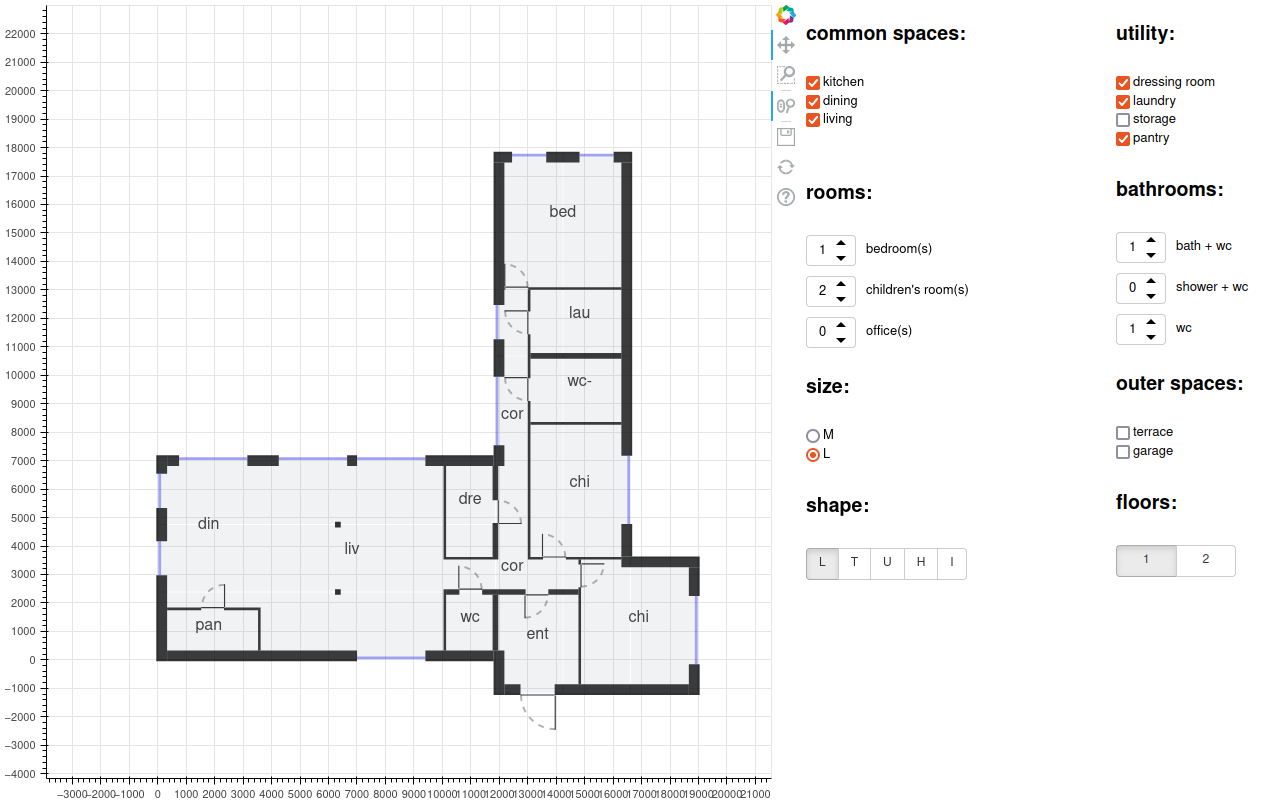 22000
21000
20000
19000
18000
17000
16000
15000
14000
13000
12000
11000
10000
9000
8000
7000
6000
5000
4000
3000
2000
1000
0
−1000
−2000
−3000
−4000
−3000 −2000 −1000 0 1000 2000 3000 4000 5000 6000 7000 8000 9000 10000 11000 12000 13000 14000 15000 16000 17000 18000 19000 20000 21000
bed
lau
wc-
cor
chi
dre
din
liv
cor
pan
wc
ent
chi
common spaces:
kitchen
dining
living
rooms:
1 bedroom(s)
2 children's room(s)
0 office(s)
size:
M
L
shape:
L T U H I
utility:
dressing room
laundry
storage
pantry
bathrooms:
1 bath + wc
0 shower + wc
1 wc
outer spaces:
terrace
garage
floors:
1 2